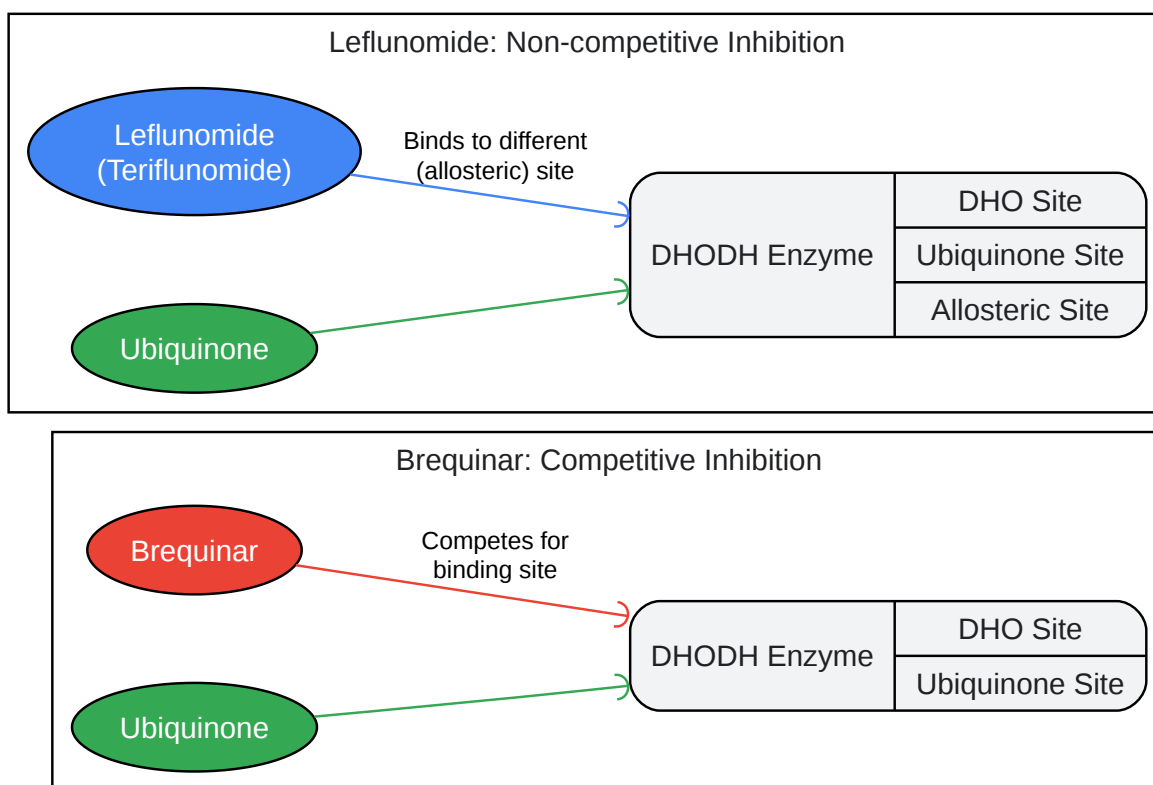 Leflunomide: Non-competitive Inhibition
Leflunomide
(Teriflunomide)
Binds to different
(allosteric) site
DHODH Enzyme
DHO Site
Ubiquinone Site
Allosteric Site
Ubiquinone
Brequinar: Competitive Inhibition
Brequinar
Competes for
binding site
DHODH Enzyme
DHO Site
Ubiquinone Site
Ubiquinone